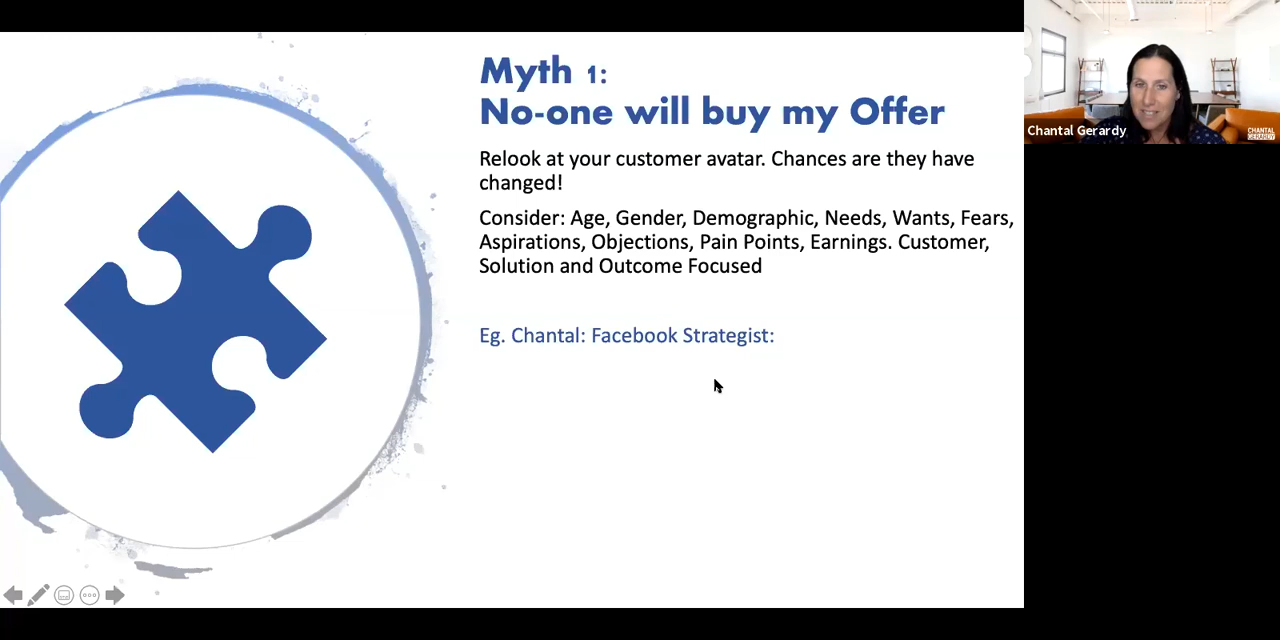 Myth 1:
No-one will buy my Offer
Relook at your customer avatar. Chances are they have
changed!
Consider: Age, Gender, Demographic, Needs, Wants, Fears,
Aspirations, Objections, Pain Points, Earnings. Customer,
Solution and Outcome Focused
Eg. Chantal: Facebook Strategist:
Chantal Gerardy
CHANTAL
GERARDY